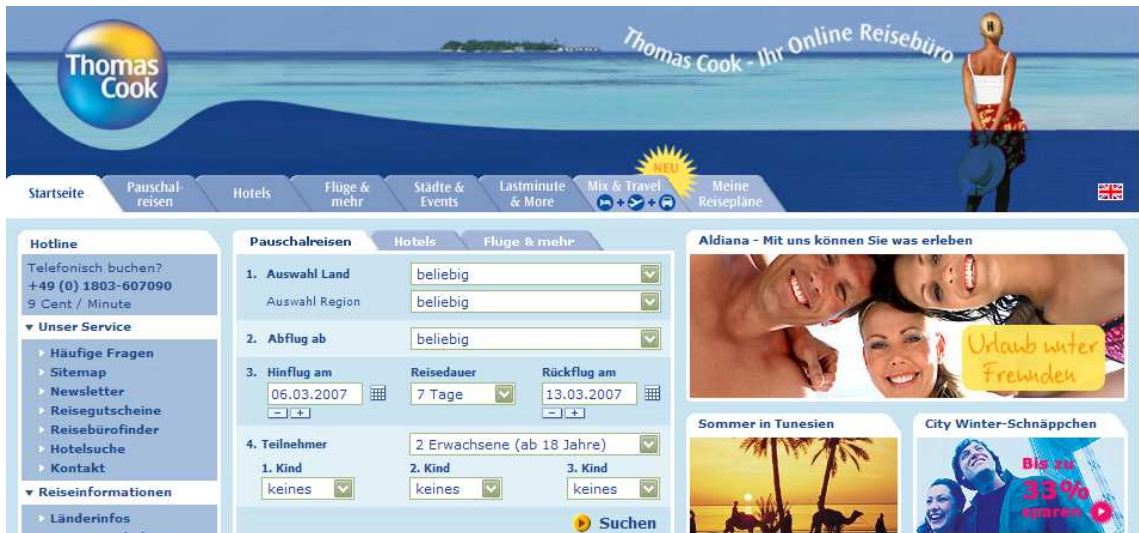 Thomas
Cook
Thomas Cook - Ihr Online Reisebüro
NEU
Startseite
Pauschal-
reisen
Hotels
Flüge &
mehr
Städte &
Events
Lastminute
& More
Mix & Travel
+ +
Meine
Reisepläne
Hotline
Telefonisch buchen?
+49 (0) 1803-607090
9 Cent / Minute
Unser Service
Häufige Fragen
Sitemap
Newsletter
Reisegutscheine
Reisebürofinder
Hotelsuche
Kontakt
Reiseinformationen
Länderinfos
Pauschalreisen
Hotels
Flüge & mehr
1. Auswahl Land
beliebig
Auswahl Region
beliebig
2. Abflug ab
beliebig
3. Hinflug am
Reisedauer
Rückflug am
06.03.2007
7 Tage
13.03.2007
- +
- +
4. Teilnehmer
2 Erwachsene (ab 18 Jahre)
1. Kind
2. Kind
3. Kind
keines
keines
keines
Suchen
Aldiana - Mit uns können Sie was erleben
Urlaub unter
Freunden
Sommer in Tunesien
City Winter-Schnäppchen
Bis zu
33%
sparen